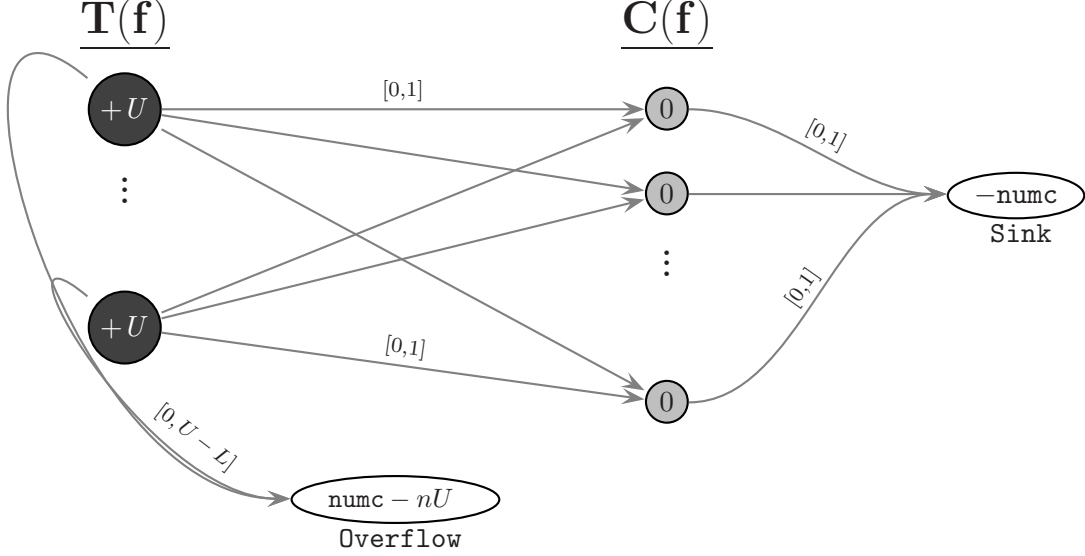 T(f)
C(f)
+U
[0,1]
0
[0,1]
⋮
0
−numc
Sink
⋮
+U
[0,1]
[0,1]
0
[0, U − L]
numc − nU
Overflow